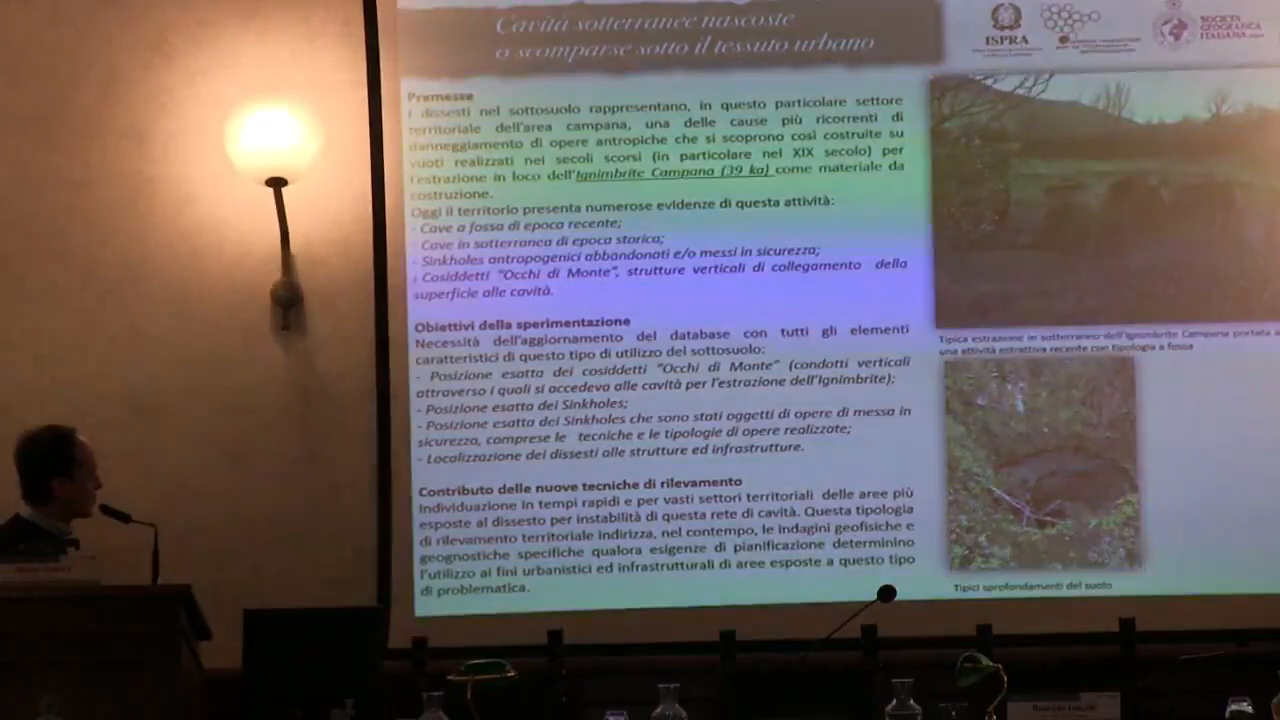 Cavità sotterranee nascoste
o scomparse sotto il tessuto urbano
ISPRA
SOCIETÀ
GEOGRAFICA
ITALIANA
Premesse
I dissesti nel sottosuolo rappresentano, in questo particolare settore
territoriale dell'area campana, una delle cause più ricorrenti di
danneggiamento di opere antropiche che si scoprono così costruite su
vuoti realizzati nei secoli scorsi (in particolare nel XIX secolo) per
l'estrazione in loco dell'Ignimbrite Campana (39 ka) come materiale da
costruzione.
Oggi il territorio presenta numerose evidenze di questa attività:
- Cave a fossa di epoca recente;
- Cave in sotterranea di epoca storica;
- Sinkholes antropogenici abbandonati e/o messi in sicurezza;
- Cosiddetti "Occhi di Monte", strutture verticali di collegamento della
superficie alle cavità.
Obiettivi della sperimentazione
Necessità dell'aggiornamento del database con tutti gli elementi
caratteristici di questo tipo di utilizzo del sottosuolo:
- Posizione esatta dei cosiddetti "Occhi di Monte" (condotti verticali
attraverso i quali si accedeva alle cavità per l'estrazione dell'Ignimbrite);
- Posizione esatta dei Sinkholes;
- Posizione esatta dei Sinkholes che sono stati oggetti di opere di messa in
sicurezza, comprese le tecniche e le tipologie di opere realizzate;
- Localizzazione dei dissesti alle strutture ed infrastrutture.
Contributo delle nuove tecniche di rilevamento
Individuazione in tempi rapidi e per vasti settori territoriali delle aree più
esposte al dissesto per instabilità di questa rete di cavità. Questa tipologia
di rilevamento territoriale indirizza, nel contempo, le indagini geofisiche e
geognostiche specifiche qualora esigenze di pianificazione determinino
l'utilizzo ai fini urbanistici ed infrastrutturali di aree esposte a questo tipo
di problematica.
Tipica estrazione in sotterraneo dell'Ignimbrite Campana portata a
una attività estrattiva recente con tipologia a fossa
Tipici sprofondamenti del suolo